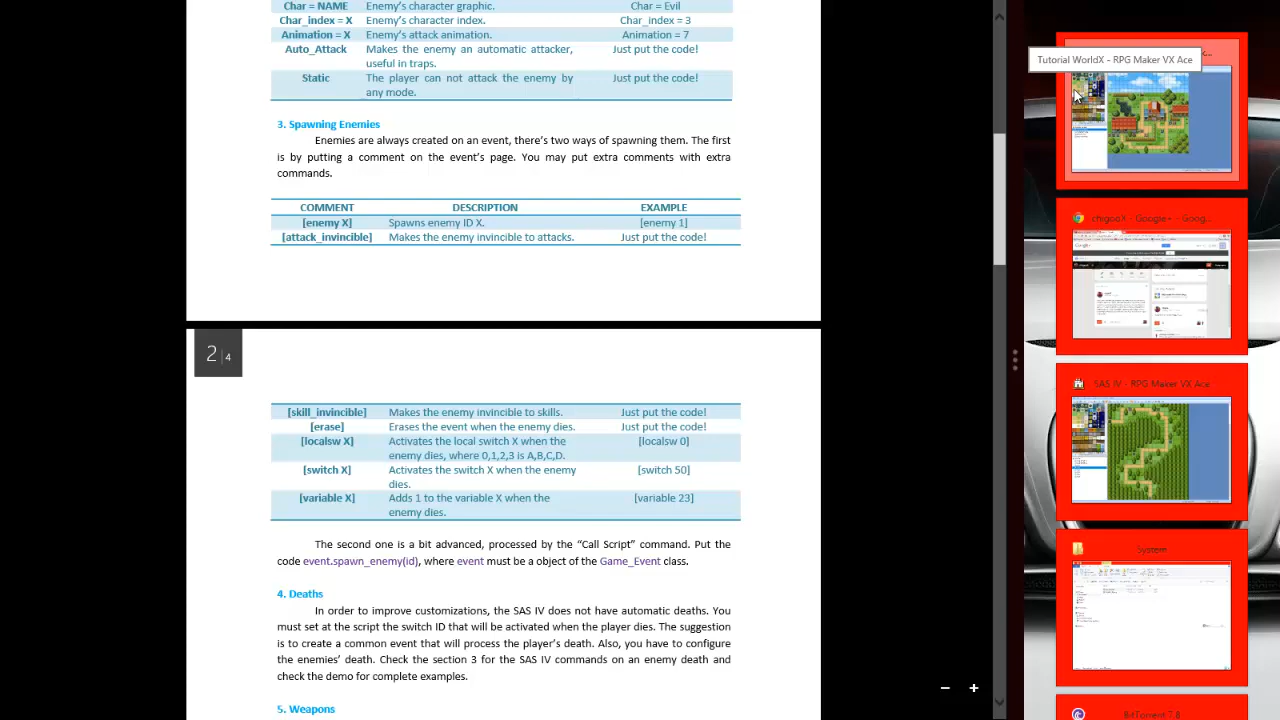 Char = NAME Enemy's character graphic. Char = Evil
Char_index = X Enemy's character index. Char_index = 3
Animation = X Enemy's attack animation. Animation = 7
Auto_Attack Makes the enemy an automatic attacker, Just put the code!
useful in traps.
Static The player can not attack the enemy by Just put the code!
any mode.
3. Spawning Enemies
Enemies are always created on an event, there's two ways of spawn them. The first
is by putting a comment on the event's page. You may put extra comments with extra
commands.
COMMENT DESCRIPTION EXAMPLE
[enemy X] Spawns enemy ID X. [enemy 1]
[attack_invincible] Makes the enemy invincible to attacks. Just put the code!
2 | 4
[skill_invincible] Makes the enemy invincible to skills. Just put the code!
[erase] Erases the event when the enemy dies. Just put the code!
[localsw X] Activates the local switch X when the [localsw 0]
enemy dies, where 0,1,2,3 is A,B,C,D.
[switch X] Activates the switch X when the enemy [switch 50]
dies.
[variable X] Adds 1 to the variable X when the [variable 23]
enemy dies.
The second one is a bit advanced, processed by the “Call Script” command. Put the
code event.spawn_enemy(id), where event must be a object of the Game_Event class.
4. Deaths
In order to improve customizations, the SAS IV does not have automatic deaths. You
must set at the script the switch ID that will be activated when the player dies. The suggestion
is to create a common event that will process the player's death. Also, you have to configure
the enemies' death. Check the section 3 for the SAS IV commands on an enemy death and
check the demo for complete examples.
5. Weapons
Tutorial WorldX - RPG Maker VX Ace
- Google+ - Goog...
SAS IV - RPG Maker VX Ace
System
BitTorrent 7.8